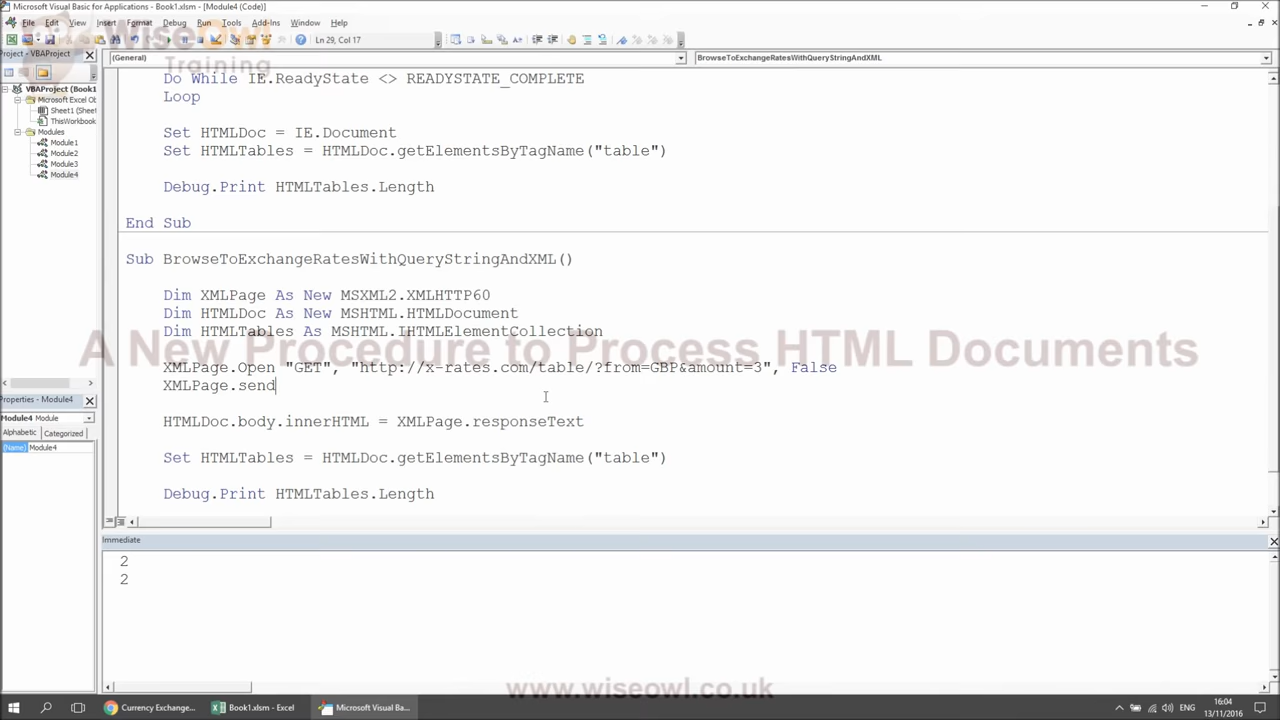 Microsoft Visual Basic for Applications - Book1.xlsm - [Module4 (Code)]
File Edit View Insert Format Debug Run Tools Add-Ins Window Help
WiseOwl
Training
Ln 29, Col 17
Project - VBAProject
(General)
BrowseToExchangeRatesWithQueryStringAndXML
VBAProject (Book1
Microsoft Excel Ob
Sheet1 (Sheet
ThisWorkbook
Modules
Module1
Module2
Module3
Module4
Do While IE.ReadyState <> READYSTATE_COMPLETE
Loop
Set HTMLDoc = IE.Document
Set HTMLTables = HTMLDoc.getElementsByTagName("table")
Debug.Print HTMLTables.Length
End Sub
Sub BrowseToExchangeRatesWithQueryStringAndXML()
Dim XMLPage As New MSXML2.XMLHTTP60
Dim HTMLDoc As New MSHTML.HTMLDocument
Dim HTMLTables As MSHTML.IHTMLElementCollection
A New Procedure to Process HTML Documents
XMLPage.Open "GET", "http://x-rates.com/table/?from=GBP&amount=3", False
XMLPage.send
HTMLDoc.body.innerHTML = XMLPage.responseText
Set HTMLTables = HTMLDoc.getElementsByTagName("table")
Debug.Print HTMLTables.Length
Properties - Module4
Module4 Module
Alphabetic Categorized
(Name) Module4
Immediate
2
2
www.wiseowl.co.uk
Currency Exchange...
Book1.xlsm - Excel
Microsoft Visual Ba...
ENG
16:04
13/11/2016